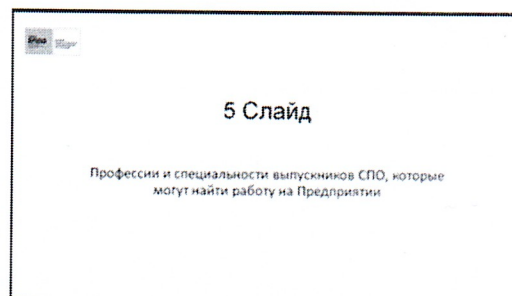 5 Слайд
Профессии и специальности выпускников СПО, которые
могут найти работу на Предприятии